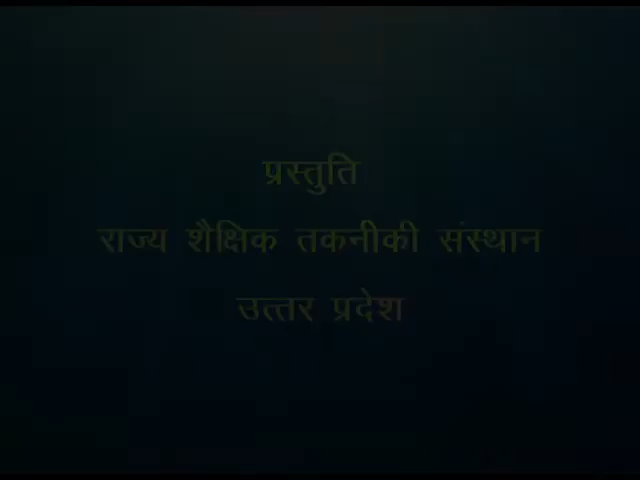 प्रस्तुति
राज्य शैक्षिक तकनीकी संस्थान
उत्तर प्रदेश